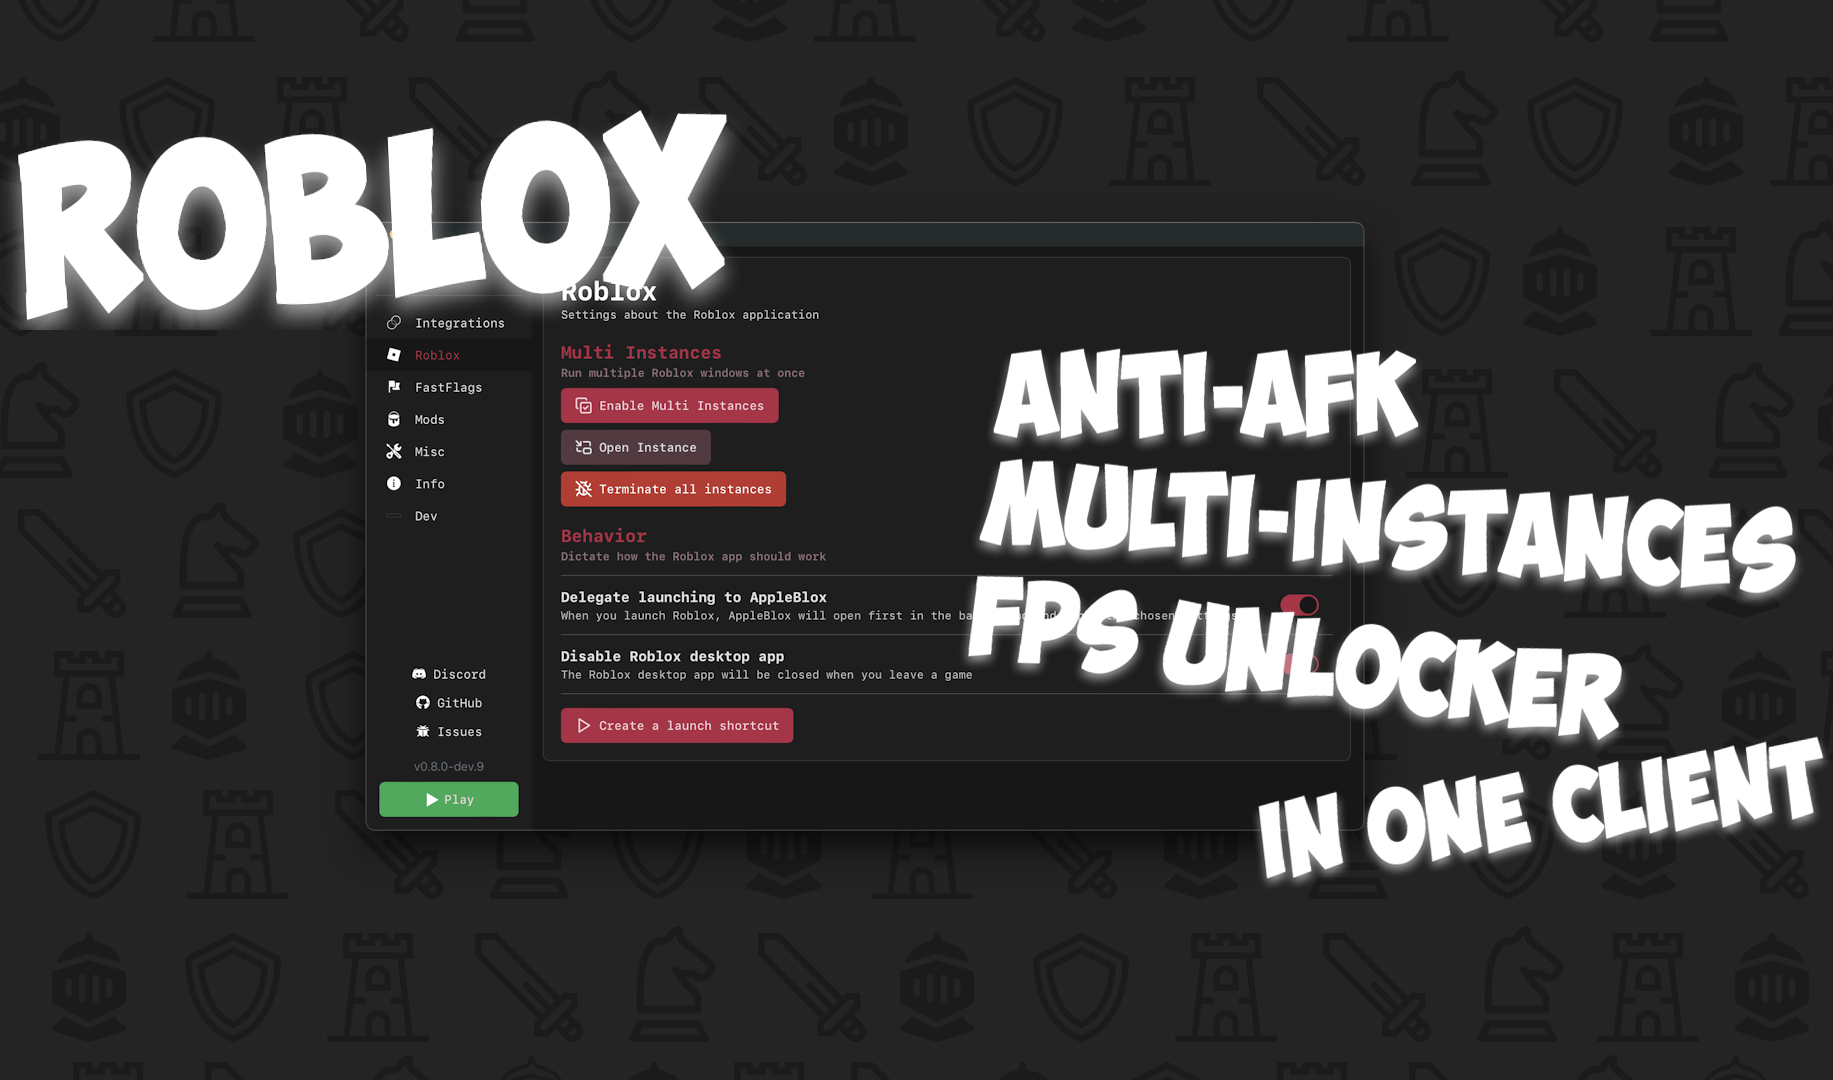 ROBLOX
Roblox
Settings about the Roblox application
Integrations
Roblox
FastFlags
Mods
Misc
Info
Dev
Discord
GitHub
Issues
v0.8.0-dev.9
Play
Multi Instances
Run multiple Roblox windows at once
Enable Multi Instances
Open Instance
Terminate all instances
Behavior
Dictate how the Roblox app should work
Delegate launching to AppleBlox
When you launch Roblox, AppleBlox will open first in the
Disable Roblox desktop app
The Roblox desktop app will be closed when you leave a game
Create a launch shortcut
ANTI-AFK
MULTI-INSTANCES
FPS UNLOCKER
IN ONE CLIENT